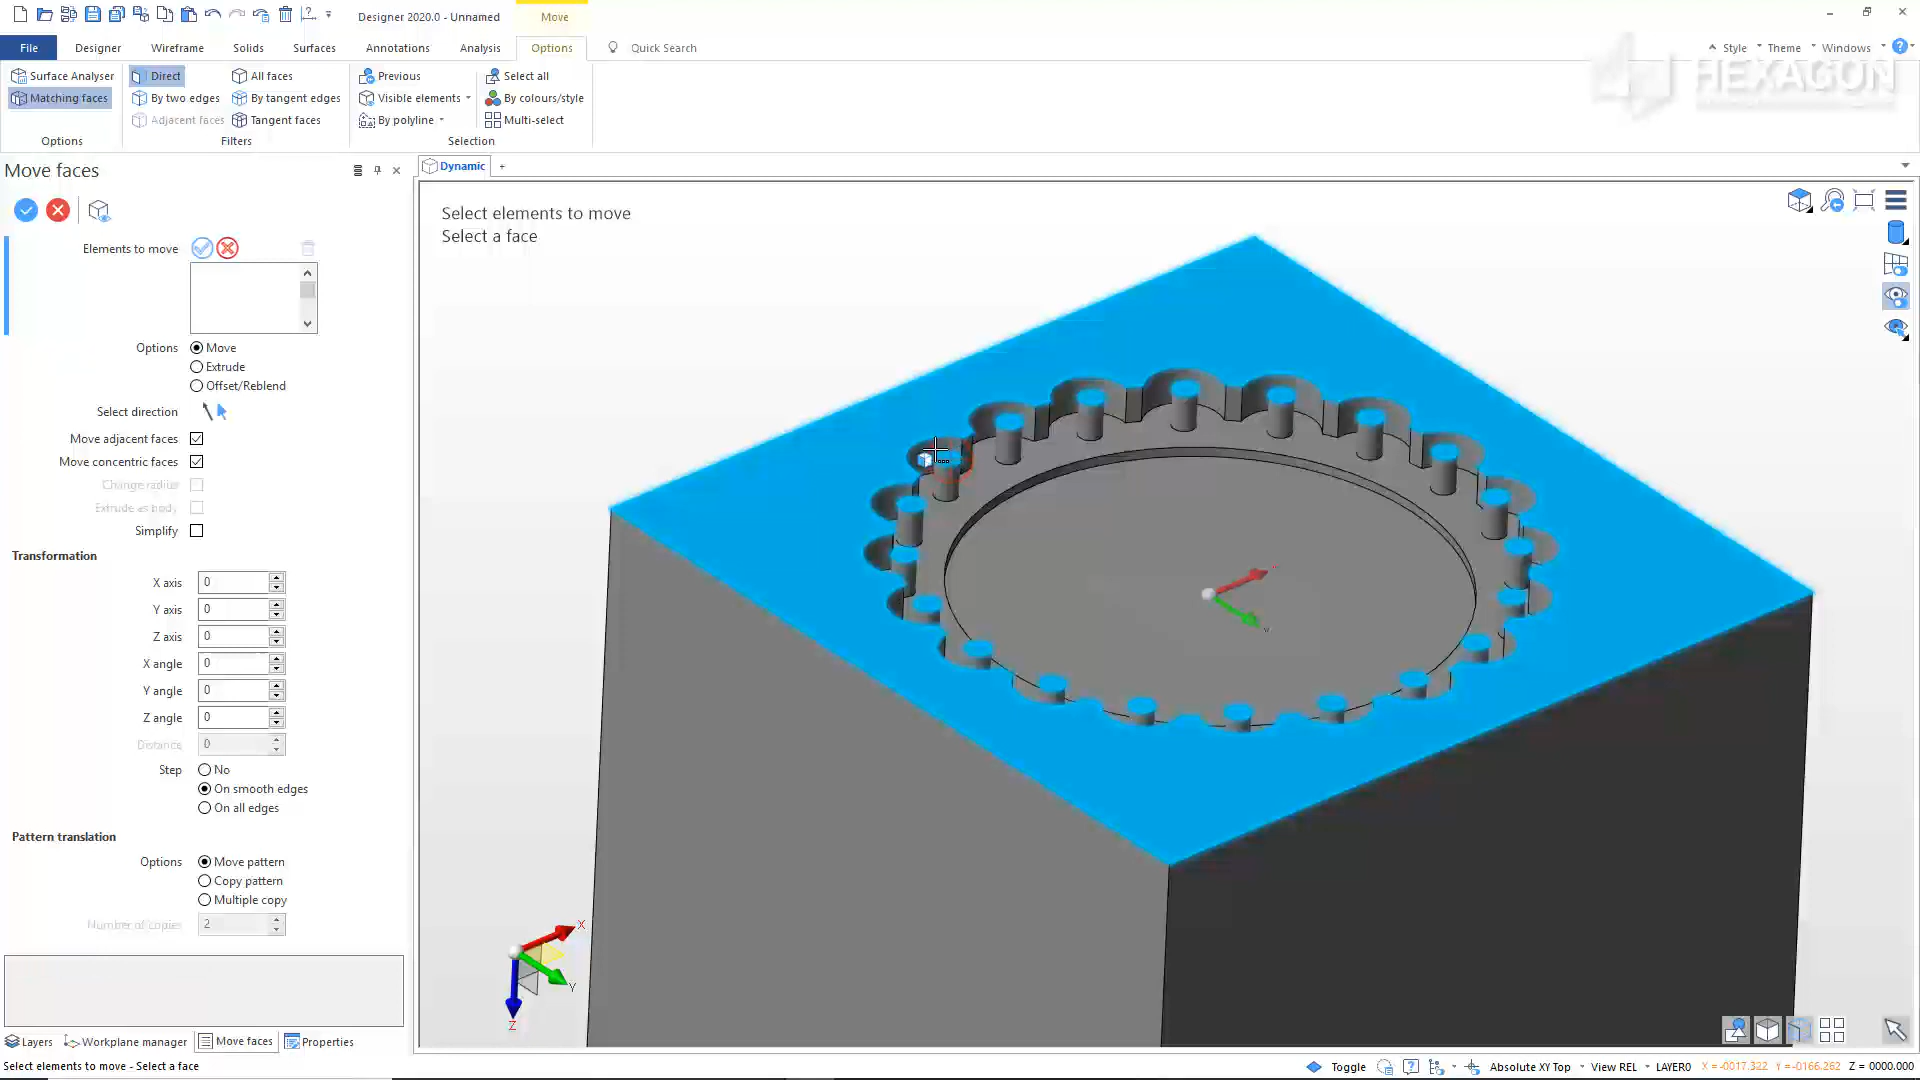 Designer 2020.0 - Unnamed
Move
File
Designer
Wireframe
Solids
Surfaces
Annotations
Analysis
Options
Quick Search
Style
Theme
Windows
HEXAGON
Surface Analyser
Matching faces
Options
Direct
By two edges
Adjacent faces
All faces
By tangent edges
Tangent faces
Filters
Previous
Visible elements
By polyline
Select all
By colours/style
Multi-select
Selection
Move faces
Dynamic
+
Select elements to move
Select a face
Elements to move
Options
Move
Extrude
Offset/Reblend
Select direction
Move adjacent faces
Move concentric faces
Change radius
Extrude as body
Simplify
Transformation
X axis 0
Y axis 0
Z axis 0
X angle 0
Y angle 0
Z angle 0
Distance 0
Step
No
On smooth edges
On all edges
Pattern translation
Options
Move pattern
Copy pattern
Multiple copy
Number of copies 2
X
Y
Z
Layers
Workplane manager
Move faces
Properties
Select elements to move - Select a face
Toggle
Absolute XY Top
View REL
LAYER0
X = -0017.322
Y = -0166.262
Z = 0000.000